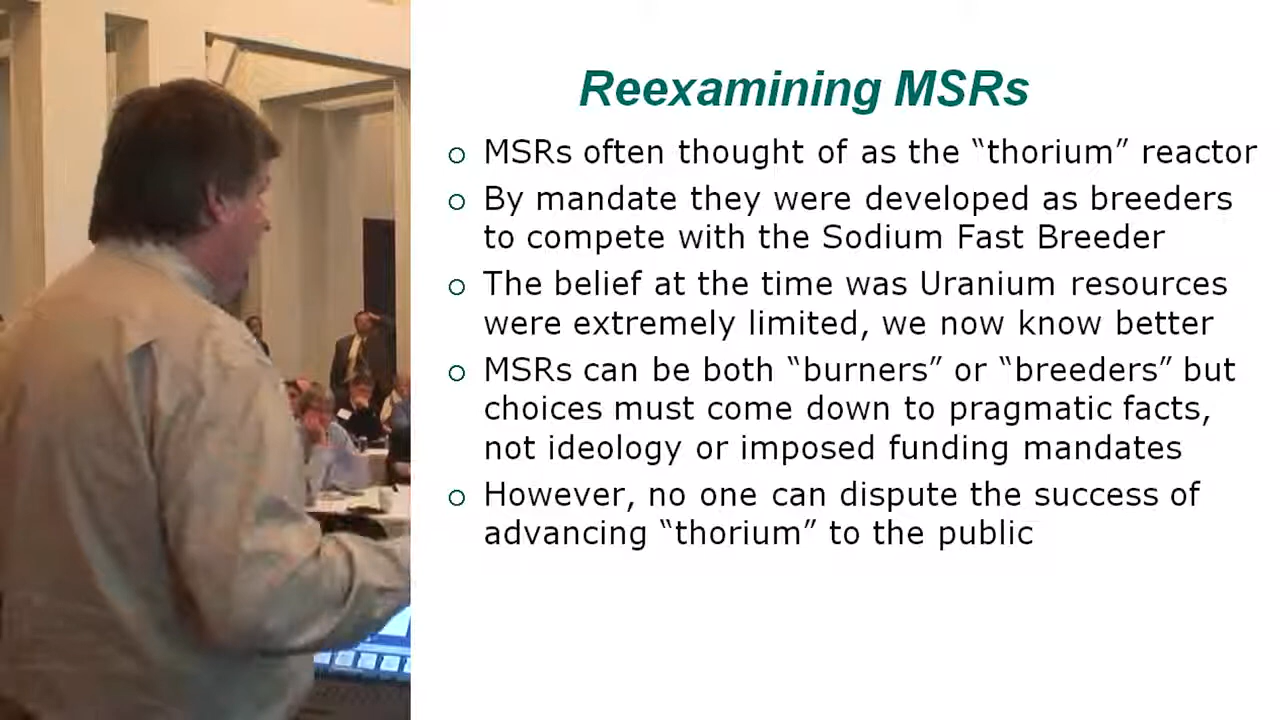 Reexamining MSRs
MSRs often thought of as the “thorium” reactor
By mandate they were developed as breeders
to compete with the Sodium Fast Breeder
The belief at the time was Uranium resources
were extremely limited, we now know better
MSRs can be both “burners” or “breeders” but
choices must come down to pragmatic facts,
not ideology or imposed funding mandates
However, no one can dispute the success of
advancing “thorium” to the public